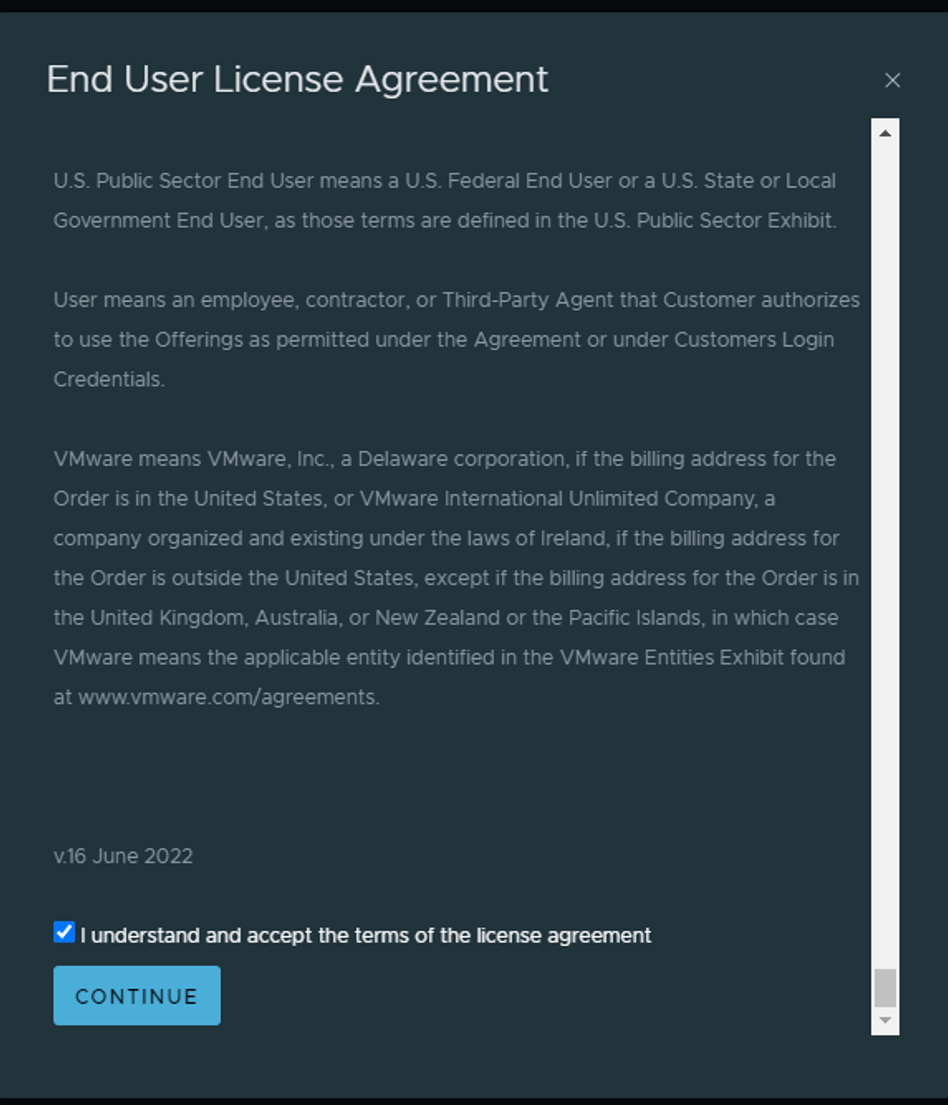 End User License Agreement
U.S. Public Sector End User means a U.S. Federal End User or a U.S. State or Local
Government End User, as those terms are defined in the U.S. Public Sector Exhibit.
User means an employee, contractor, or Third-Party Agent that Customer authorizes
to use the Offerings as permitted under the Agreement or under Customers Login
Credentials.
VMware means VMware, Inc., a Delaware corporation, if the billing address for the
Order is in the United States, or VMware International Unlimited Company, a
company organized and existing under the laws of Ireland, if the billing address for
the Order is outside the United States, except if the billing address for the Order is in
the United Kingdom, Australia, or New Zealand or the Pacific Islands, in which case
VMware means the applicable entity identified in the VMware Entities Exhibit found
at www.vmware.com/agreements.
v.16 June 2022
I understand and accept the terms of the license agreement
CONTINUE